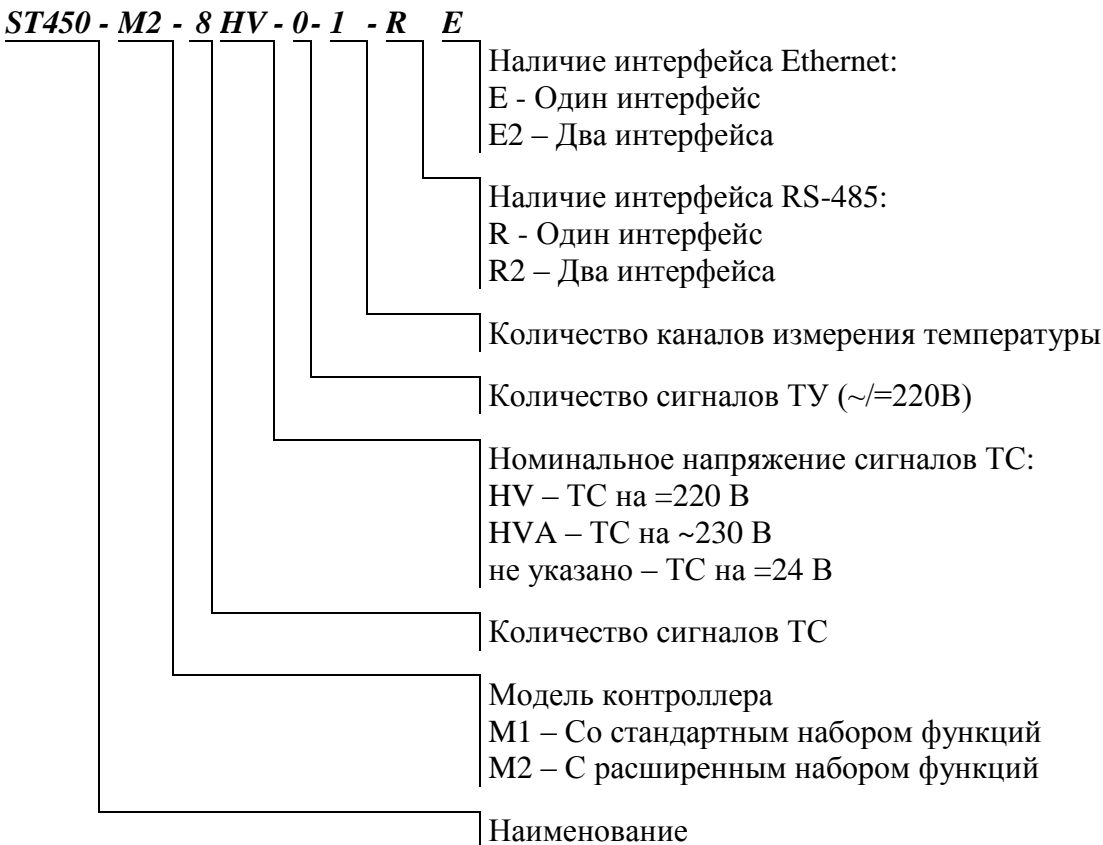 ST450 - M2 - 8 HV - 0- 1 - R E
Наличие интерфейса Ethernet:
E - Один интерфейс
E2 – Два интерфейса
Наличие интерфейса RS-485:
R - Один интерфейс
R2 – Два интерфейса
Количество каналов измерения температуры
Количество сигналов ТУ (~/=220В)
Номинальное напряжение сигналов ТС:
HV – ТС на =220 В
HVA – ТС на ~230 В
не указано – ТС на =24 В
Количество сигналов ТС
Модель контроллера
М1 – Со стандартным набором функций
М2 – С расширенным набором функций
Наименование